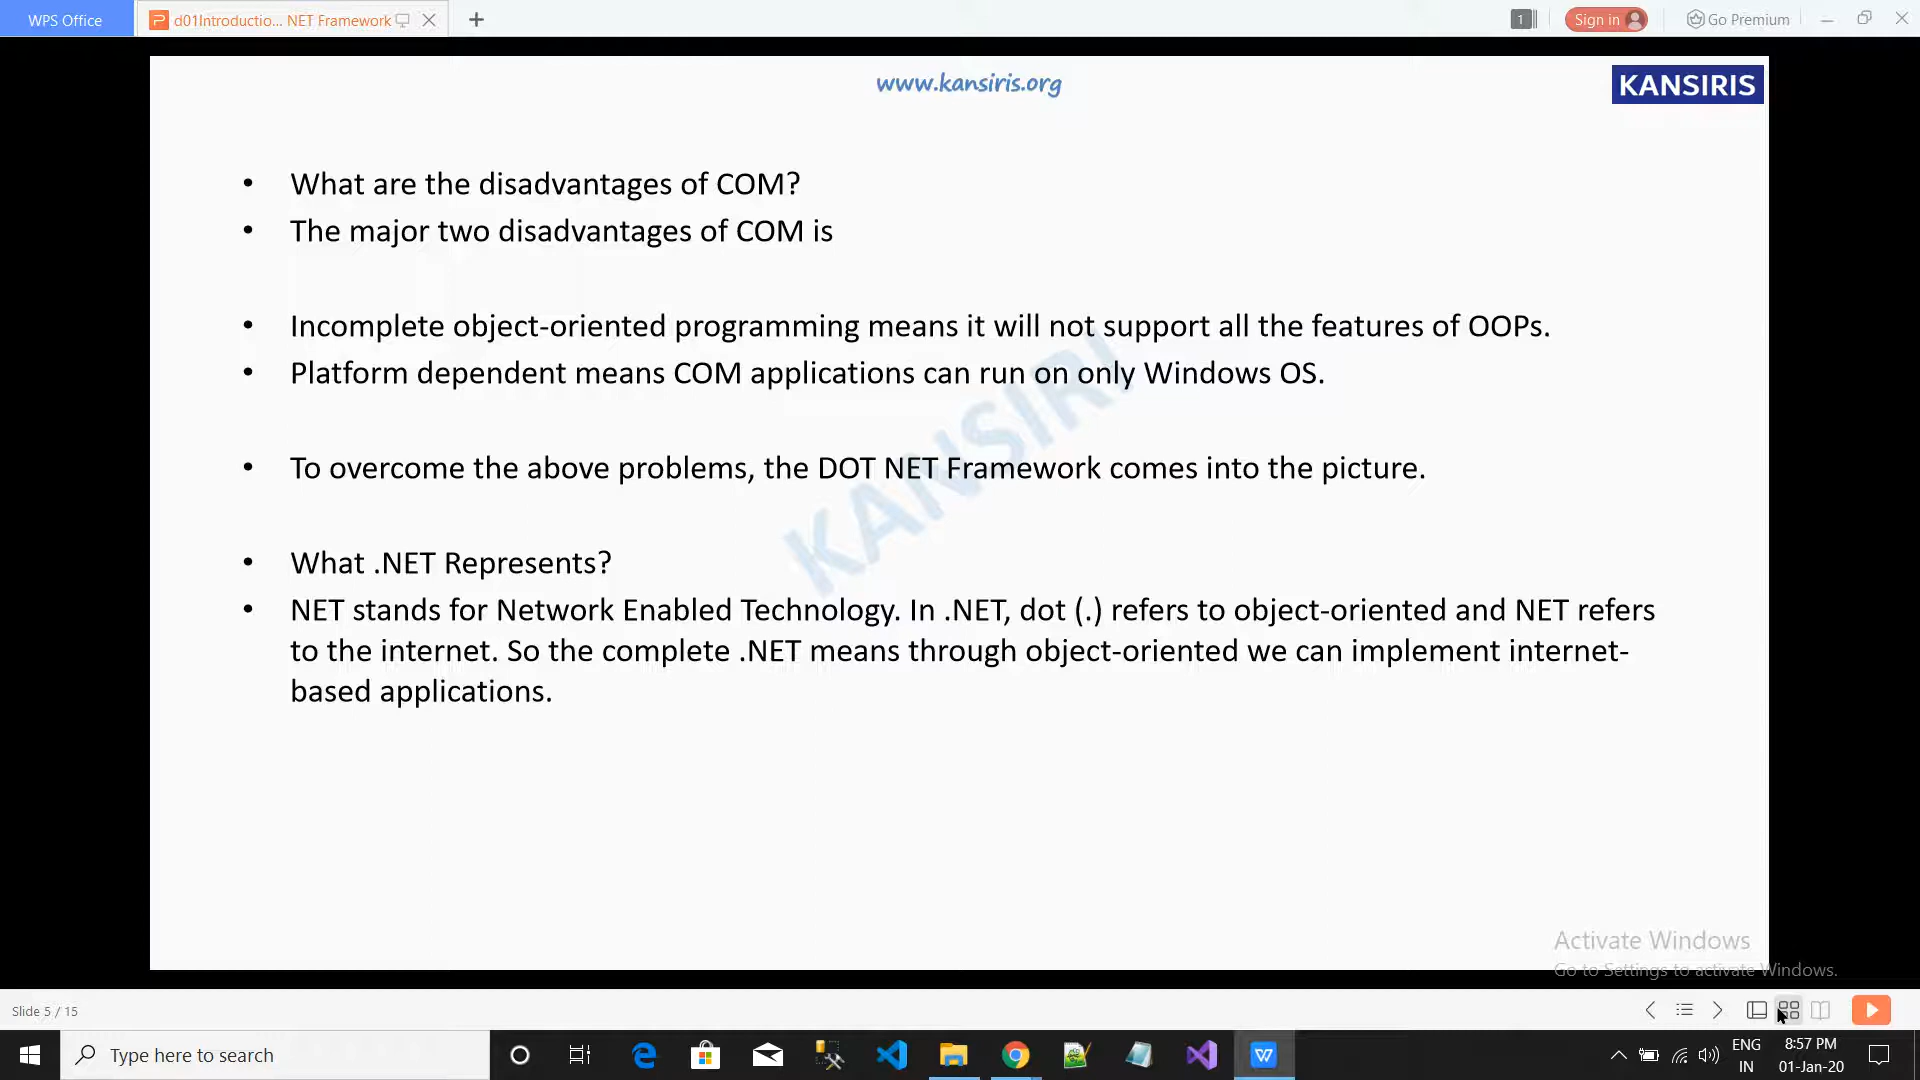 WPS Office
d01Introductio... NET Framework
1
Sign in
Go Premium
www.kansiris.org
KANSIRIS
• What are the disadvantages of COM?
• The major two disadvantages of COM is
• Incomplete object-oriented programming means it will not support all the features of OOPs.
• Platform dependent means COM applications can run on only Windows OS.
• To overcome the above problems, the DOT NET Framework comes into the picture.
• What .NET Represents?
• NET stands for Network Enabled Technology. In .NET, dot (.) refers to object-oriented and NET refers
to the internet. So the complete .NET means through object-oriented we can implement internet-
based applications.
KANSIRI
Activate Windows
Go to Settings to activate Windows.
Slide 5 / 15
Type here to search
ENG
IN
8:57 PM
01-Jan-20